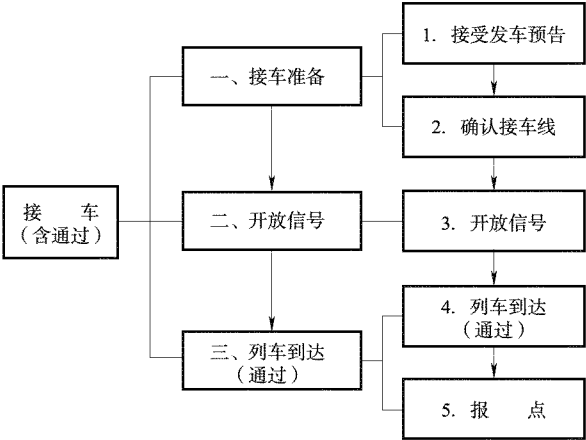 接 车
（含通过）
一、接车准备
二、开放信号
三、列车到达
（通过）
1. 接受发车预告
2. 确认接车线
3. 开放信号
4. 列车到达
（通过）
5. 报 点